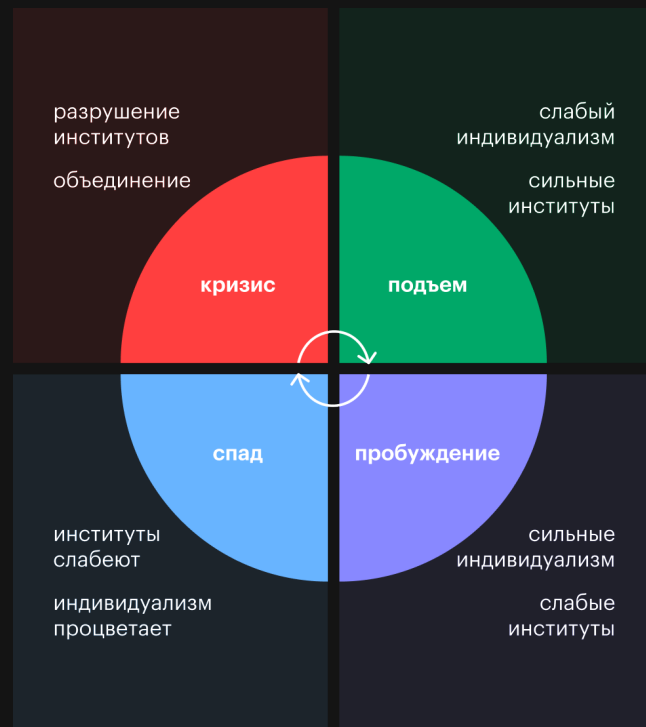 разрушение
институтов
объединение
кризис
слабый
индивидуализм
сильные
институты
подъем
спад
институты
слабеют
индивидуализм
процветает
пробуждение
сильные
индивидуализм
слабые
институты